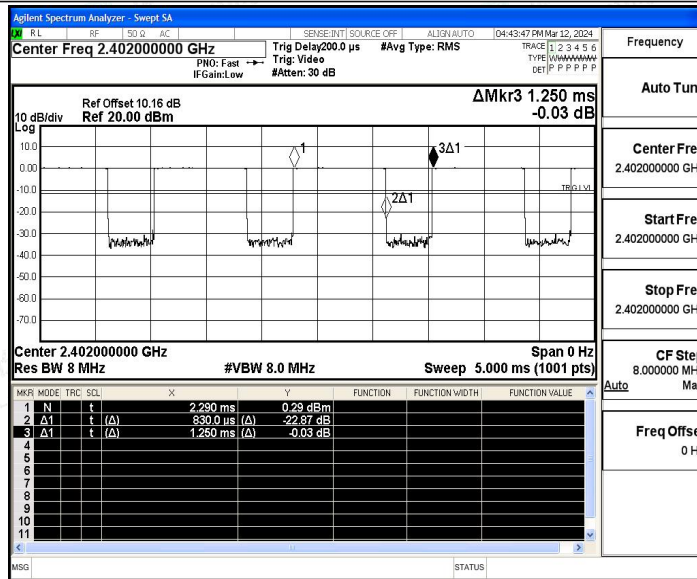 Agilent Spectrum Analyzer - Swept SA
RL RF 50 Ω AC SENSE:INT SOURCE OFF ALIGN AUTO 04:43:47 PM Mar 12, 2024
Center Freq 2.402000000 GHz
PNO: Fast
IFGain:Low
Trig Delay200.0 µs
Trig: Video
#Atten: 30 dB
#Avg Type: RMS
TRACE 1 2 3 4 5 6
TYPE
DET P P P P P P
Ref Offset 10.16 dB
10 dB/div Ref 20.00 dBm
Log
ΔMkr3 1.250 ms
-0.03 dB
10.0
0.00
-10.0
-20.0
-30.0
-40.0
-50.0
-60.0
-70.0
1
3Δ1
2Δ1
TRIG LVL
Center 2.402000000 GHz Span 0 Hz
Res BW 8 MHz #VBW 8.0 MHz Sweep 5.000 ms (1001 pts)
MKR MODE TRC SCL X Y FUNCTION FUNCTION WIDTH FUNCTION VALUE
1 N t 2.290 ms 0.29 dBm
2 Δ1 t (Δ) 830.0 µs (Δ) -22.87 dB
3 Δ1 t (Δ) 1.250 ms (Δ) -0.03 dB
4
5
6
7
8
9
10
11
MSG STATUS
Frequency
Auto Tun
Center Fre
2.402000000 GH
Start Fre
2.402000000 GH
Stop Fre
2.402000000 GH
CF Ste
8.000000 MH
Auto Ma
Freq Offse
0 H